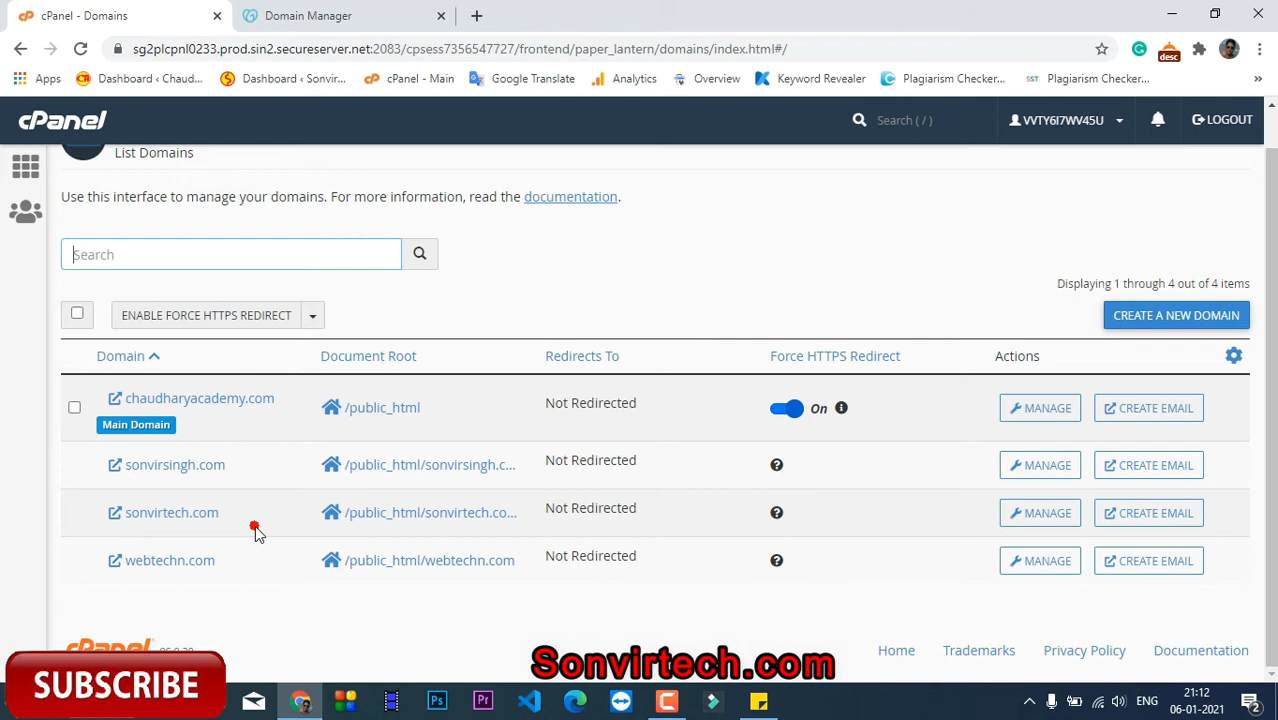 cPanel - Domains
Domain Manager
sg2plcpnl0233.prod.sin2.secureserver.net:2083/cpsess7356547727/frontend/paper_lantern/domains/index.html#/
Apps
Dashboard ‹ Chaud...
Dashboard ‹ Sonvir...
cPanel - Main
Google Translate
Analytics
Overview
Keyword Revealer
Plagiarism Checker...
SST
Plagiarism Checker...
desc
cPanel
Search ( / )
VVTY6I7WV45U
LOGOUT
List Domains
Use this interface to manage your domains. For more information, read the documentation.
Search
Displaying 1 through 4 out of 4 items
ENABLE FORCE HTTPS REDIRECT
CREATE A NEW DOMAIN
Domain
Document Root
Redirects To
Force HTTPS Redirect
Actions
chaudharyacademy.com
Main Domain
/public_html
Not Redirected
On
MANAGE
CREATE EMAIL
sonvirsingh.com
/public_html/sonvirsingh.c...
Not Redirected
MANAGE
CREATE EMAIL
sonvirtech.com
/public_html/sonvirtech.co...
Not Redirected
MANAGE
CREATE EMAIL
webtechn.com
/public_html/webtechn.com
Not Redirected
MANAGE
CREATE EMAIL
Home
Trademarks
Privacy Policy
Documentation
SUBSCRIBE
Sonvirtech.com
Ps
Pr
ENG
21:12
06-01-2021
2